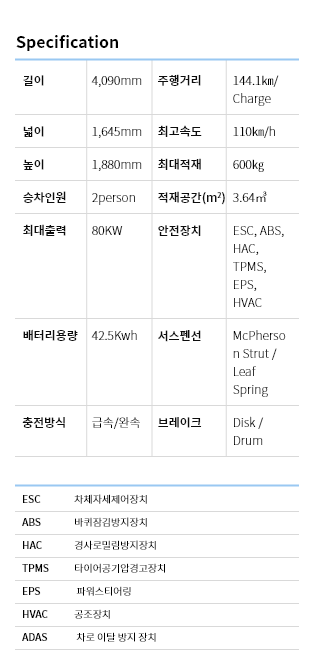 Specification
길이 4,090mm 주행거리 144.1km/
Charge
넓이 1,645mm 최고속도 110km/h
높이 1,880mm 최대적재 600kg
승차인원 2person 적재공간(m²) 3.64㎥
최대출력 80KW 안전장치 ESC, ABS,
HAC,
TPMS,
EPS,
HVAC
배터리용량 42.5Kwh 서스펜션 McPherso
n Strut /
Leaf
Spring
충전방식 급속/완속 브레이크 Disk /
Drum
ESC 차체자세제어장치
ABS 바퀴잠김방지장치
HAC 경사로밀림방지장치
TPMS 타이어공기압경고장치
EPS 파워스티어링
HVAC 공조장치
ADAS 차로 이탈 방지 장치